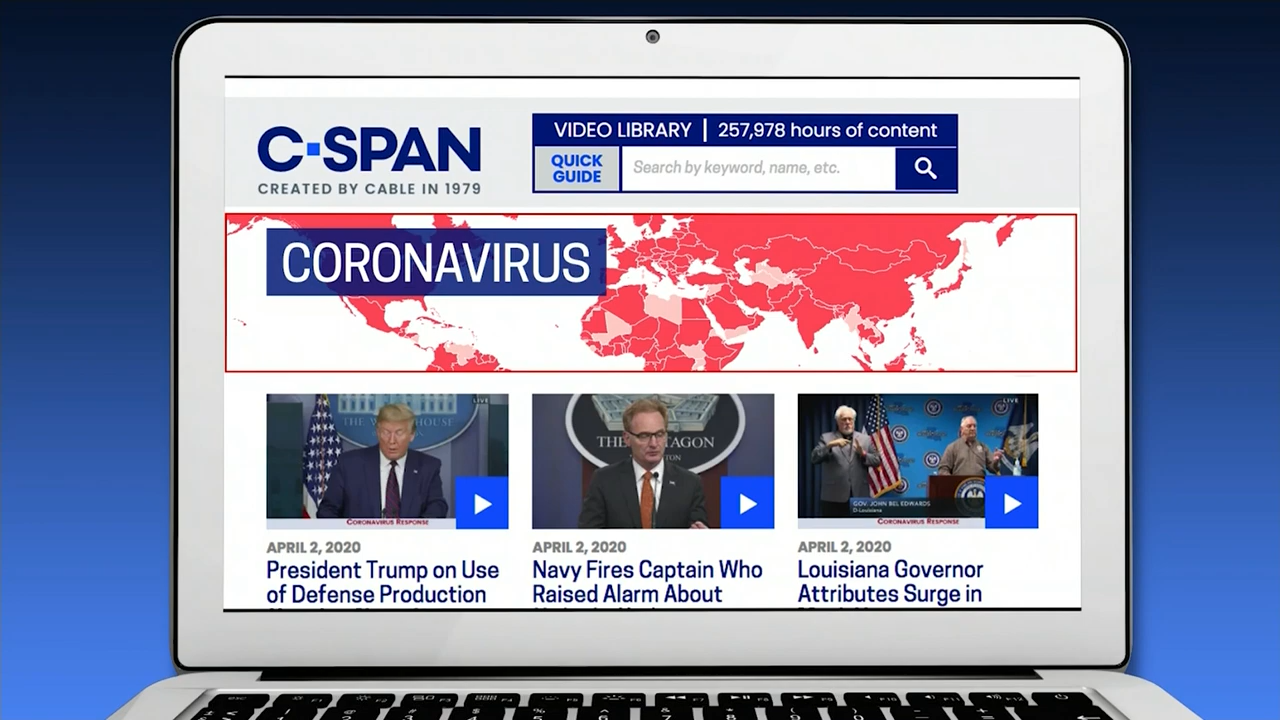 C-SPAN
CREATED BY CABLE IN 1979
VIDEO LIBRARY | 257,978 hours of content
QUICK
GUIDE
Search by keyword, name, etc.
CORONAVIRUS
LIVE
THE WHITE HOUSE
CORONAVIRUS RESPONSE
THE PENTAGON
LIVE
GOV. JOHN BEL EDWARDS
D-Louisiana
CORONAVIRUS RESPONSE
APRIL 2, 2020
President Trump on Use
of Defense Production
APRIL 2, 2020
Navy Fires Captain Who
Raised Alarm About
APRIL 2, 2020
Louisiana Governor
Attributes Surge in